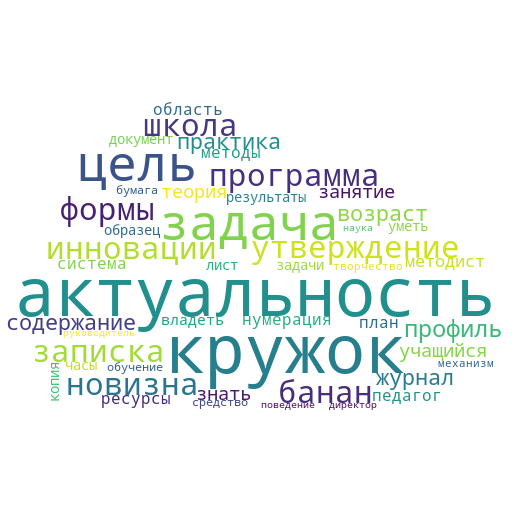 область
школа
документ практика
методы
цель программа
бумага теория результаты занятие
формы задача возраст
образец наука уметь
инновации утверждение
система лист задачи творчество методист
актуальность
содержание владеть нумерация план профиль
руководитель
записка кружок учащийся
часы обучение механизм
копия новизна банан журнал
ресурсы знать педагог
средство поведение директор